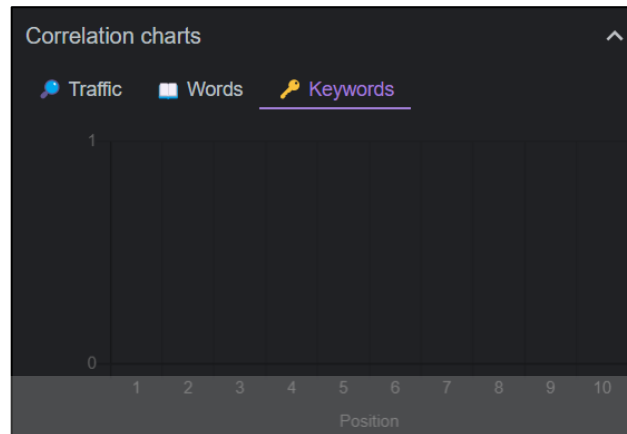 Correlation charts
Traffic Words Keywords
1
0
1 2 3 4 5 6 7 8 9 10
Position